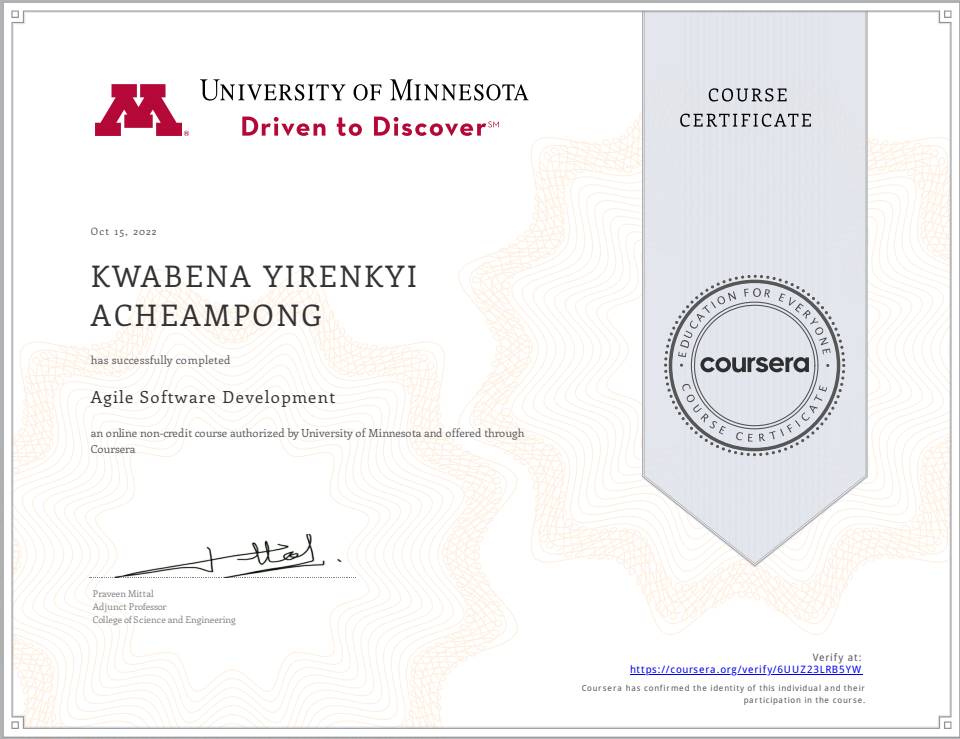 UNIVERSITY OF MINNESOTA
Driven to Discover℠
COURSE
CERTIFICATE
Oct 15, 2022
KWABENA YIRENKYI
ACHEAMPONG
has successfully completed
Agile Software Development
an online non-credit course authorized by University of Minnesota and offered through
Coursera
EDUCATION FOR EVERYONE
coursera
COURSE CERTIFICATE
Praveen Mittal
Adjunct Professor
College of Science and Engineering
Verify at:
https://coursera.org/verify/6UUZ23LRB5YW
Coursera has confirmed the identity of this individual and their
participation in the course.